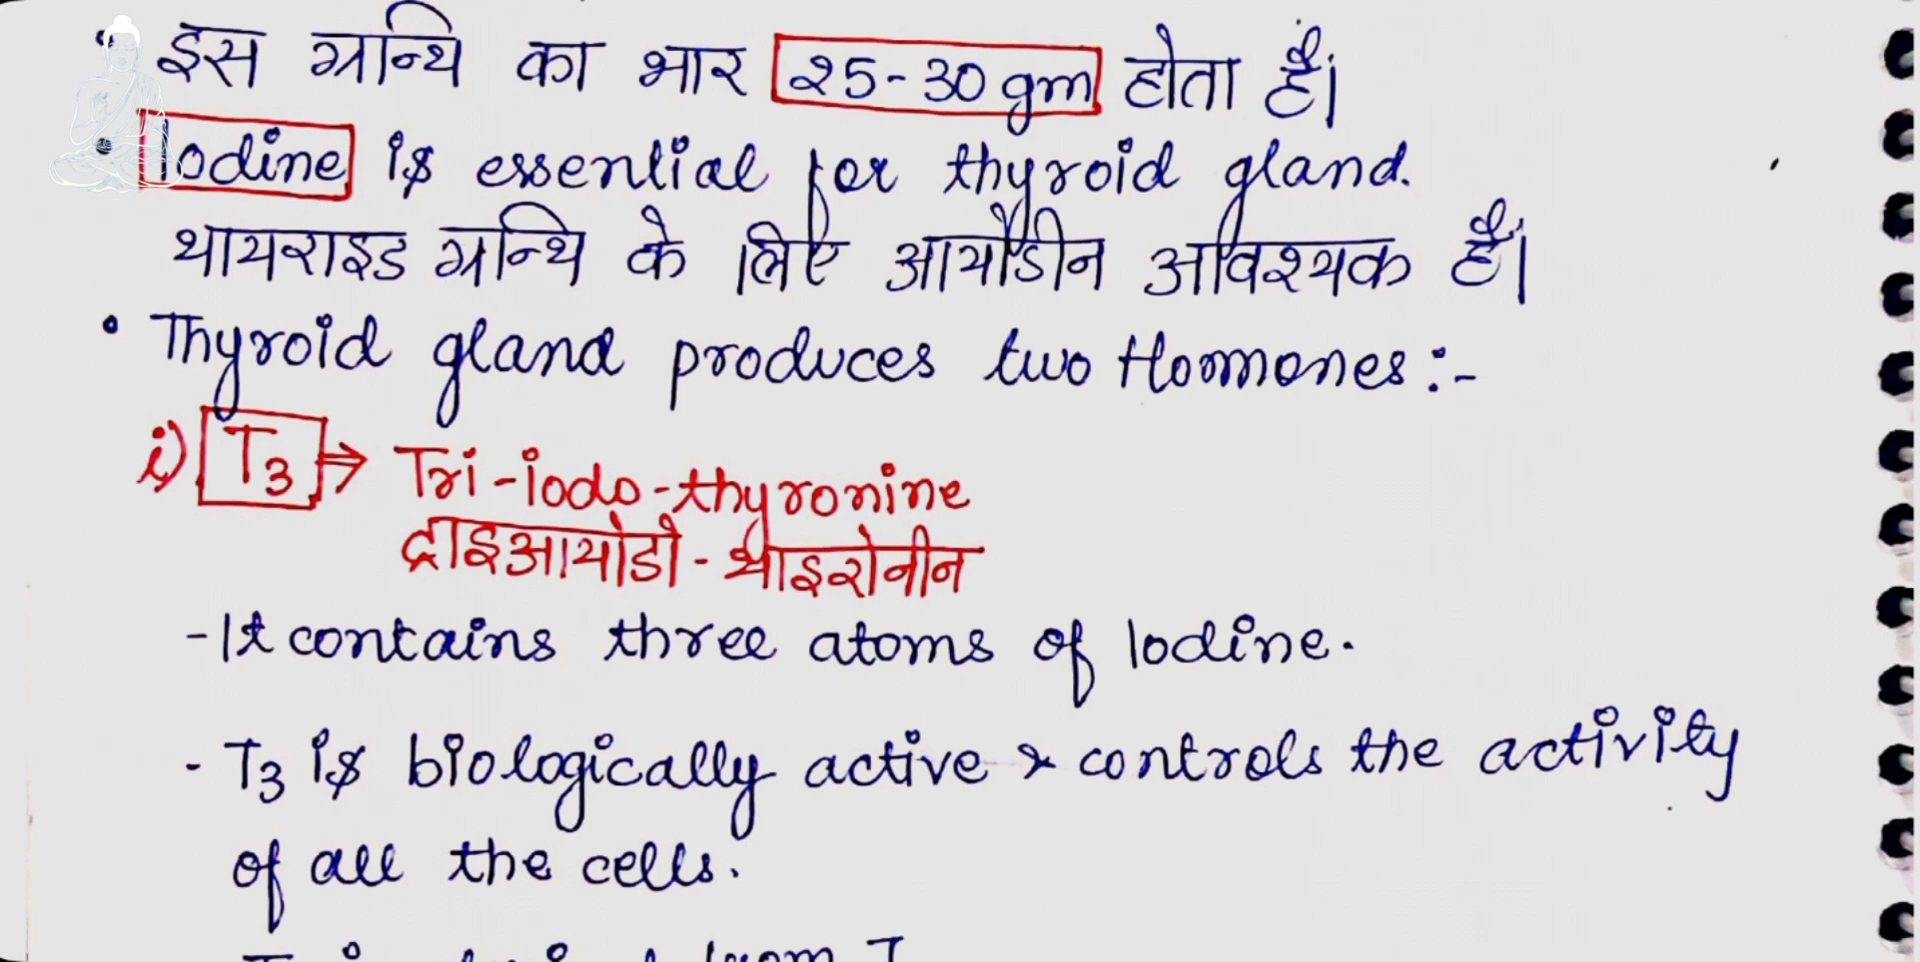 • इस ग्रन्थि का भार 25-30 gm होता है।
• Iodine is essential for thyroid gland.
थायराइड ग्रन्थि के लिए आयोडीन आवश्यक है।
• Thyroid gland produces two Hormones :-
i) T3 → Tri-iodo-thyronine
ट्राइआयोडो-थाइरोनीन
- It contains three atoms of Iodine.
- T3 is biologically active & controls the activity
of all the cells.
from T